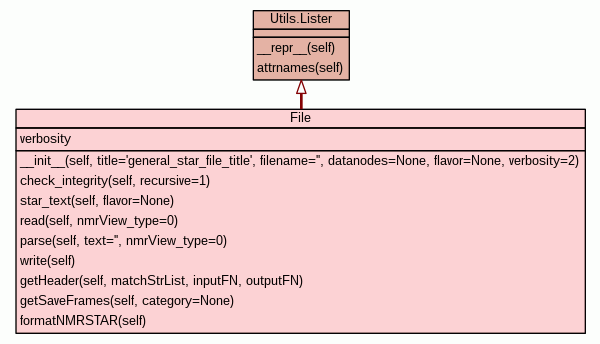 Utils.Lister
__repr__(self)
attrnames(self)
File
verbosity
__init__(self, title='general_star_file_title', filename='', datanodes=None, flavor=None, verbosity=2)
check_integrity(self, recursive=1)
star_text(self, flavor=None)
read(self, nmrView_type=0)
parse(self, text='', nmrView_type=0)
write(self)
getHeader(self, matchStrList, inputFN, outputFN)
getSaveFrames(self, category=None)
formatNMRSTAR(self)